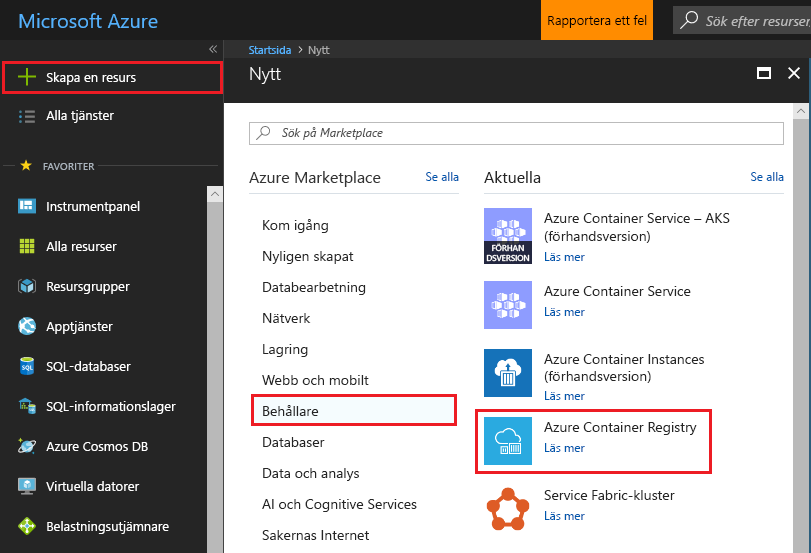 Microsoft Azure
Rapportera ett fel
Sök efter resurser,
Skapa en resurs
Alla tjänster
FAVORITER
Instrumentpanel
Alla resurser
Resursgrupper
Apptjänster
SQL-databaser
SQL-informationslager
Azure Cosmos DB
Virtuella datorer
Belastningsutjämnare
Startsida > Nytt
Nytt
Sök på Marketplace
Azure Marketplace
Se alla
Kom igång
Nyligen skapat
Databearbetning
Nätverk
Lagring
Webb och mobilt
Behållare
Databaser
Data och analys
AI och Cognitive Services
Sakernas Internet
Aktuella
Se alla
FÖRHAN
DSVERSION
Azure Container Service – AKS
(förhandsversion)
Läs mer
Azure Container Service
Läs mer
Azure Container Instances
(förhandsversion)
Läs mer
Azure Container Registry
Läs mer
Service Fabric-kluster
Läs mer